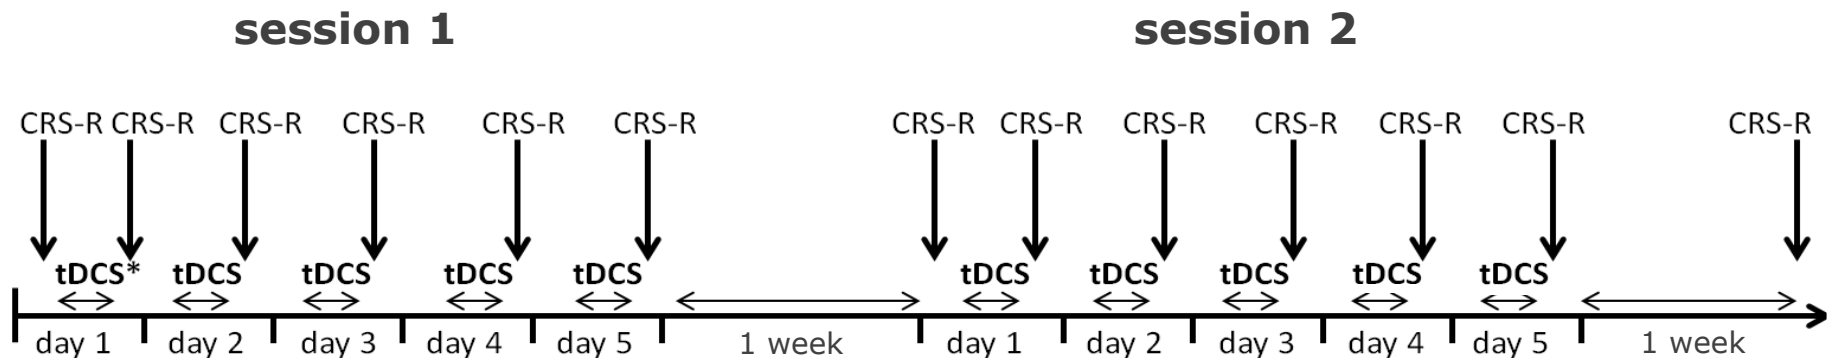 session 1 session 2
CRS-R CRS-R CRS-R CRS-R CRS-R CRS-R CRS-R CRS-R CRS-R CRS-R CRS-R CRS-R CRS-R
tDCS* tDCS tDCS tDCS tDCS tDCS tDCS tDCS tDCS tDCS
day 1 day 2 day 3 day 4 day 5 1 week day 1 day 2 day 3 day 4 day 5 1 week